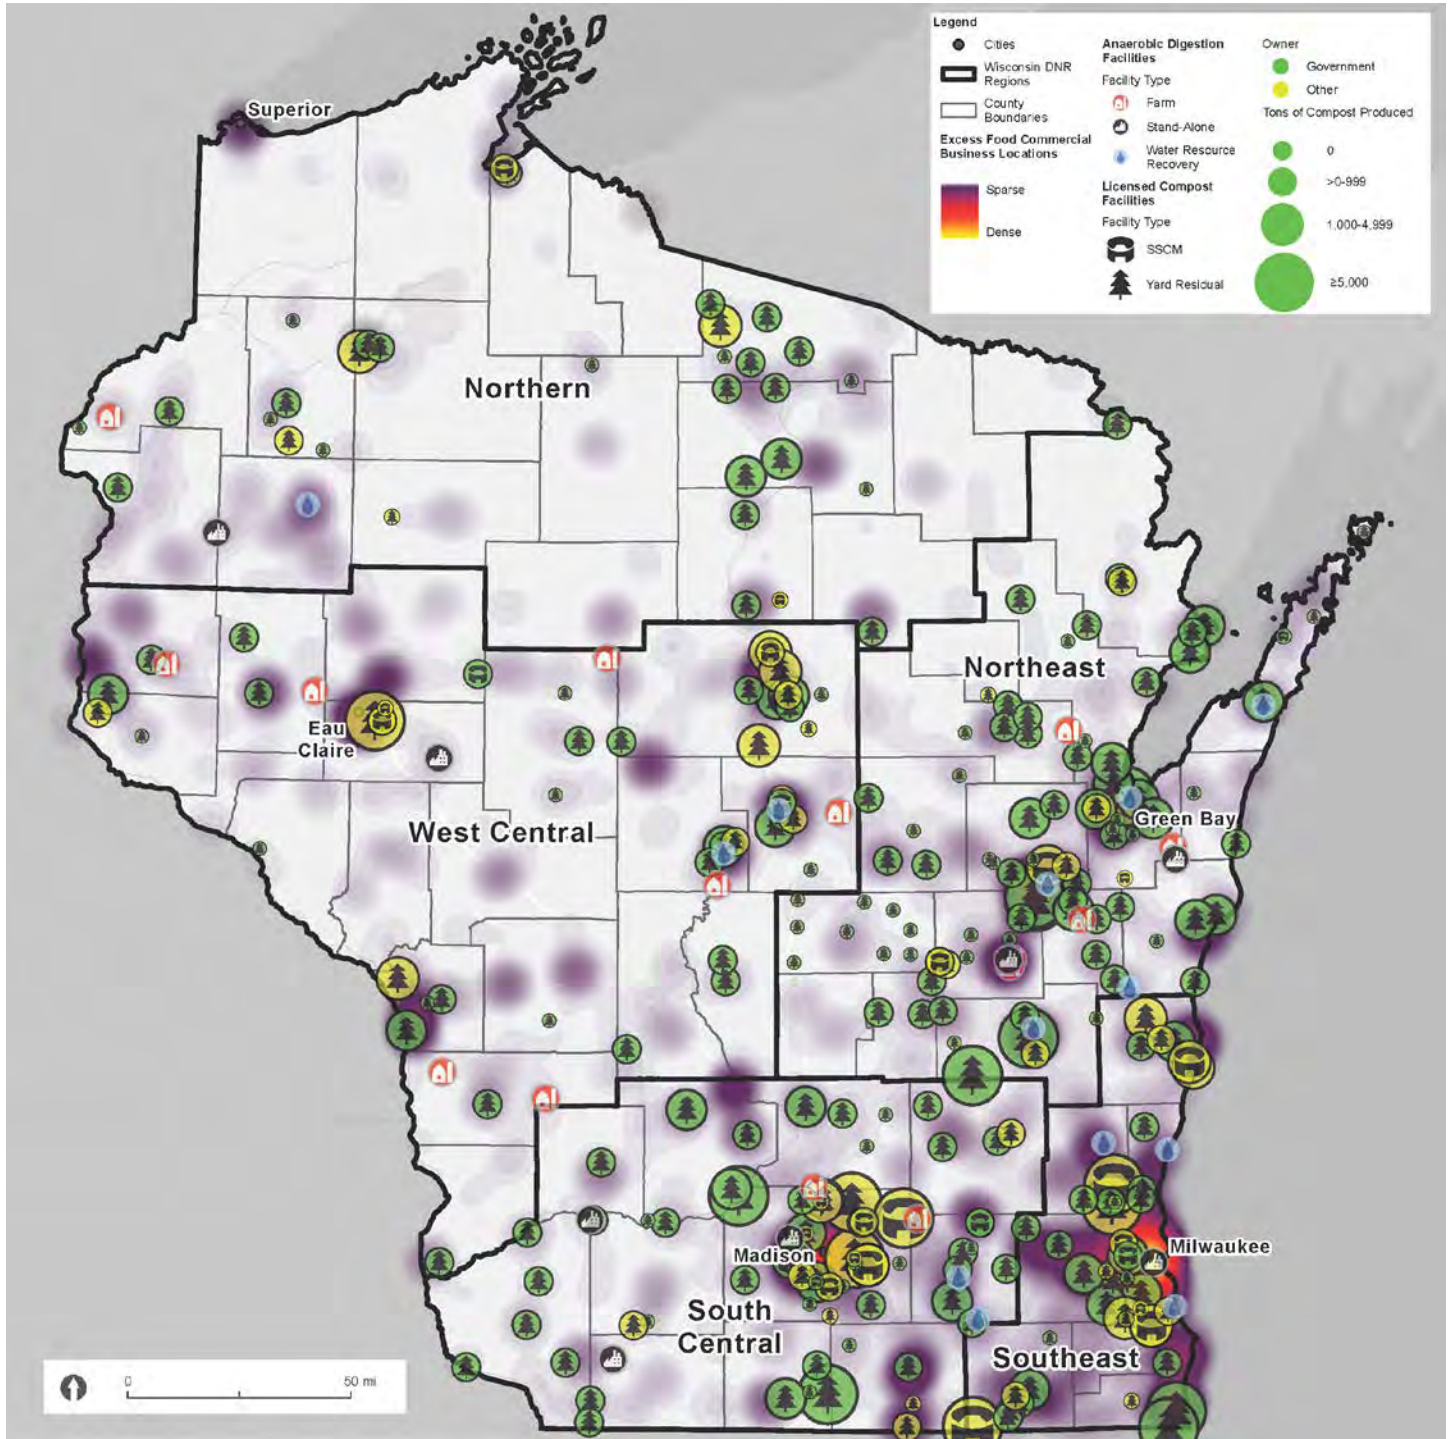 Legend
Cities
Wisconsin DNR
Regions
County
Boundaries
Excess Food Commercial
Business Locations
Sparse
Dense
Anaerobic Digestion
Facilities
Facility Type
Farm
Stand-Alone
Water Resource
Recovery
Licensed Compost
Facilities
Facility Type
SSCM
Yard Residual
Owner
Government
Other
Tons of Compost Produced
0
>0-999
1,000-4,999
≥5,000
Superior
Northern
Northeast
Eau
Claire
West Central
Green Bay
Madison
Milwaukee
South
Central
Southeast
0
50 mi